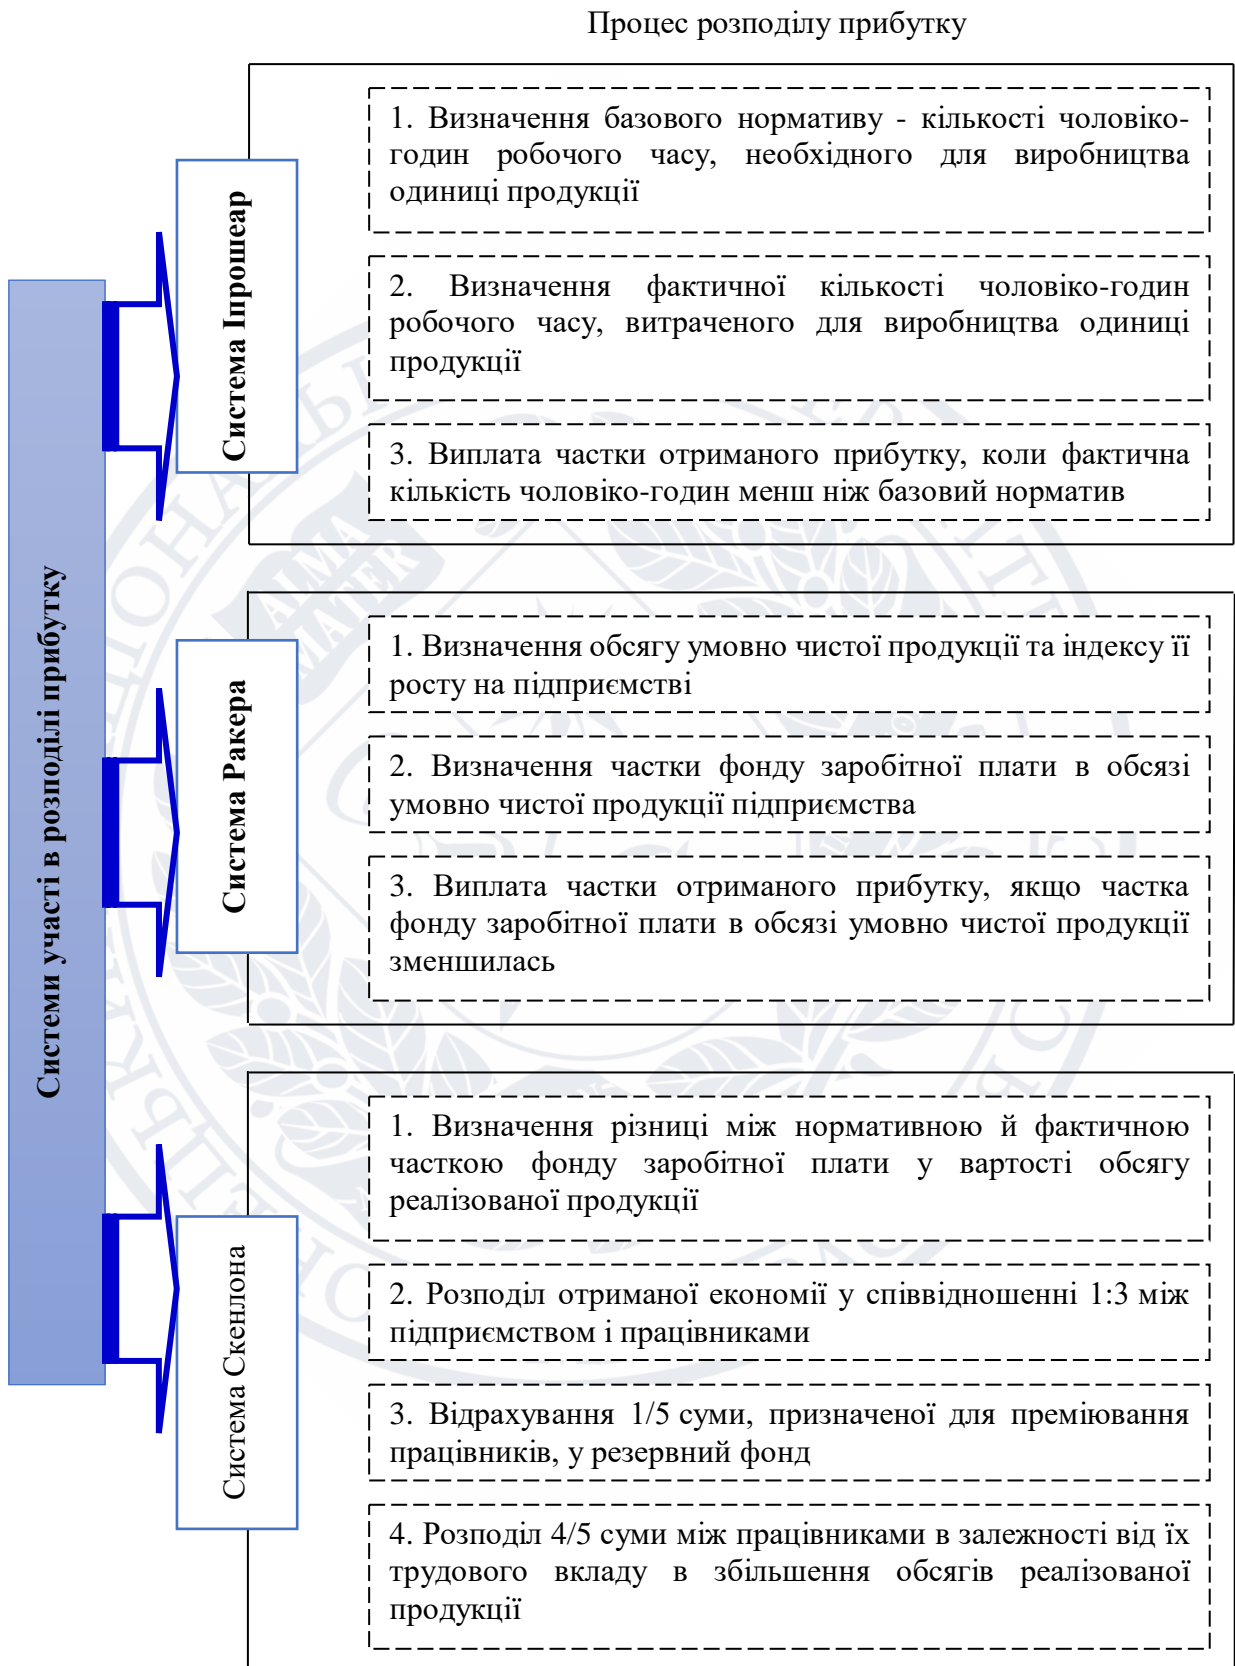 Процес розподілу прибутку
Системи участі в розподілі прибутку
Система Іпрошеар
1. Визначення базового нормативу - кількості чоловіко-
годин робочого часу, необхідного для виробництва
одиниці продукції
2. Визначення фактичної кількості чоловіко-годин
робочого часу, витраченого для виробництва одиниці
продукції
3. Виплата частки отриманого прибутку, коли фактична
кількість чоловіко-годин менш ніж базовий норматив
Система Ракера
1. Визначення обсягу умовно чистої продукції та індексу її
росту на підприємстві
2. Визначення частки фонду заробітної плати в обсязі
умовно чистої продукції підприємства
3. Виплата частки отриманого прибутку, якщо частка
фонду заробітної плати в обсязі умовно чистої продукції
зменшилась
Система Скенлона
1. Визначення різниці між нормативною й фактичною
часткою фонду заробітної плати у вартості обсягу
реалізованої продукції
2. Розподіл отриманої економії у співвідношенні 1:3 між
підприємством і працівниками
3. Відрахування 1/5 суми, призначеної для преміювання
працівників, у резервний фонд
4. Розподіл 4/5 суми між працівниками в залежності від їх
трудового вкладу в збільшення обсягів реалізованої
продукції
ALMA
MATER